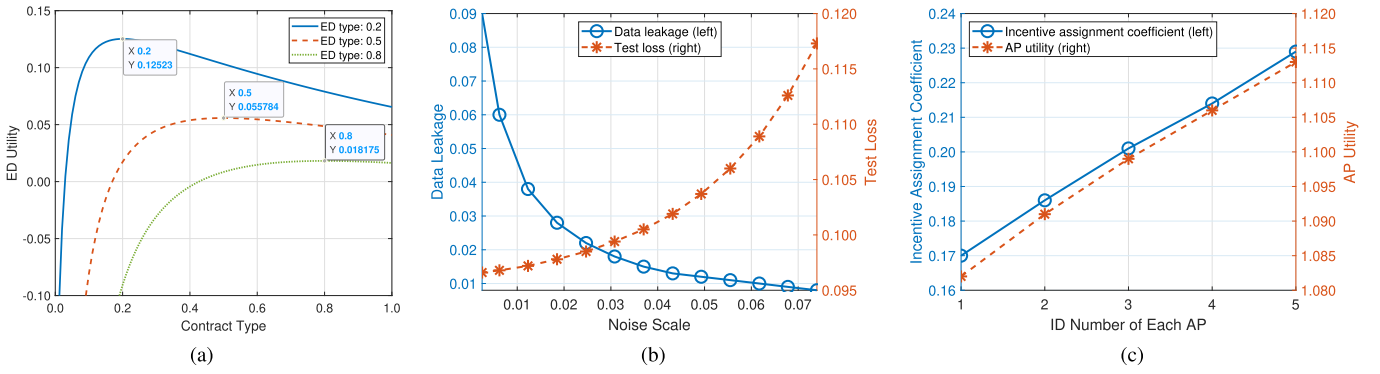 0.15
0.10
0.05
0.00
-0.05
-0.10
ED Utility
0.0 0.2 0.4 0.6 0.8 1.0
Contract Type
ED type: 0.2
ED type: 0.5
ED type: 0.8
X 0.2
Y 0.12523
X 0.5
Y 0.055784
X 0.8
Y 0.018175
(a)
0.09
0.08
0.07
0.06
0.05
0.04
0.03
0.02
0.01
Data Leakage
Data leakage (left)
Test loss (right)
0.01 0.02 0.03 0.04 0.05 0.06 0.07
Noise Scale
0.120
0.115
0.110
0.105
0.100
0.095
Test Loss
(b)
0.24
0.23
0.22
0.21
0.20
0.19
0.18
0.17
0.16
Incentive Assignment Coefficient
Incentive assignment coefficient (left)
AP utility (right)
1 2 3 4 5
ID Number of Each AP
1.120
1.115
1.110
1.105
1.100
1.095
1.090
1.085
1.080
AP Utility
(c)